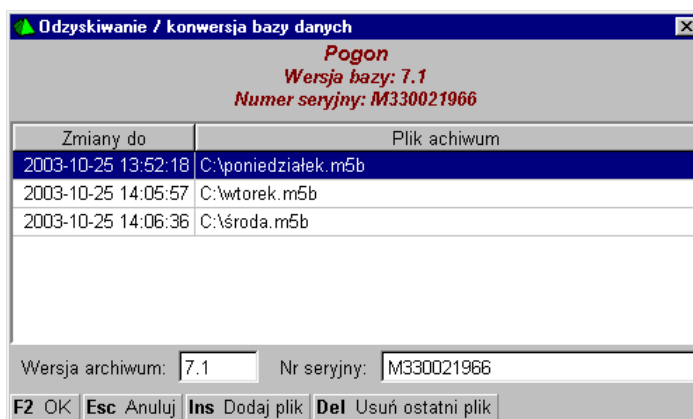 Odzyskiwanie / konwersja bazy danych
Pogon
Wersja bazy: 7.1
Numer seryjny: M330021966
Zmiany do Plik achiwum
2003-10-25 13:52:18 C:\poniedziałek.m5b
2003-10-25 14:05:57 C:\wtorek.m5b
2003-10-25 14:06:36 C:\środa.m5b
Wersja archiwum: 7.1 Nr seryjny: M330021966
F2 OK Esc Anuluj Ins Dodaj plik Del Usuń ostatni plik